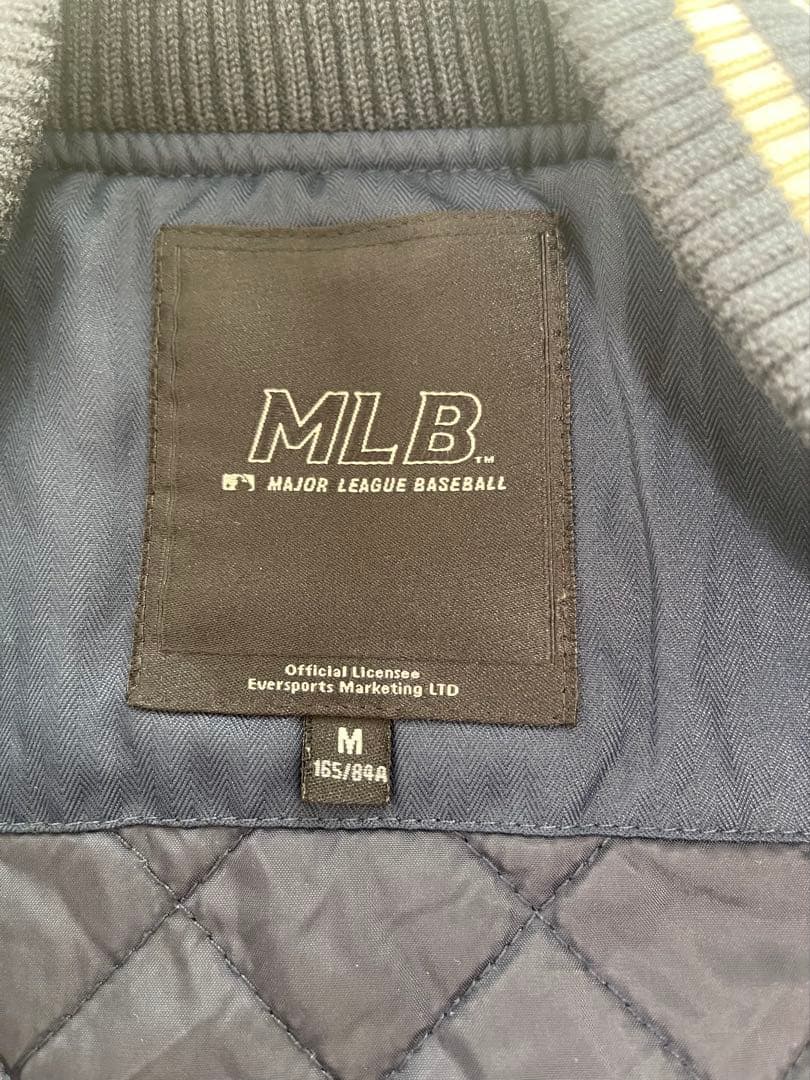 MLB™
MAJOR LEAGUE BASEBALL
Official Licensee
Eversports Marketing LTD
M
165/84A